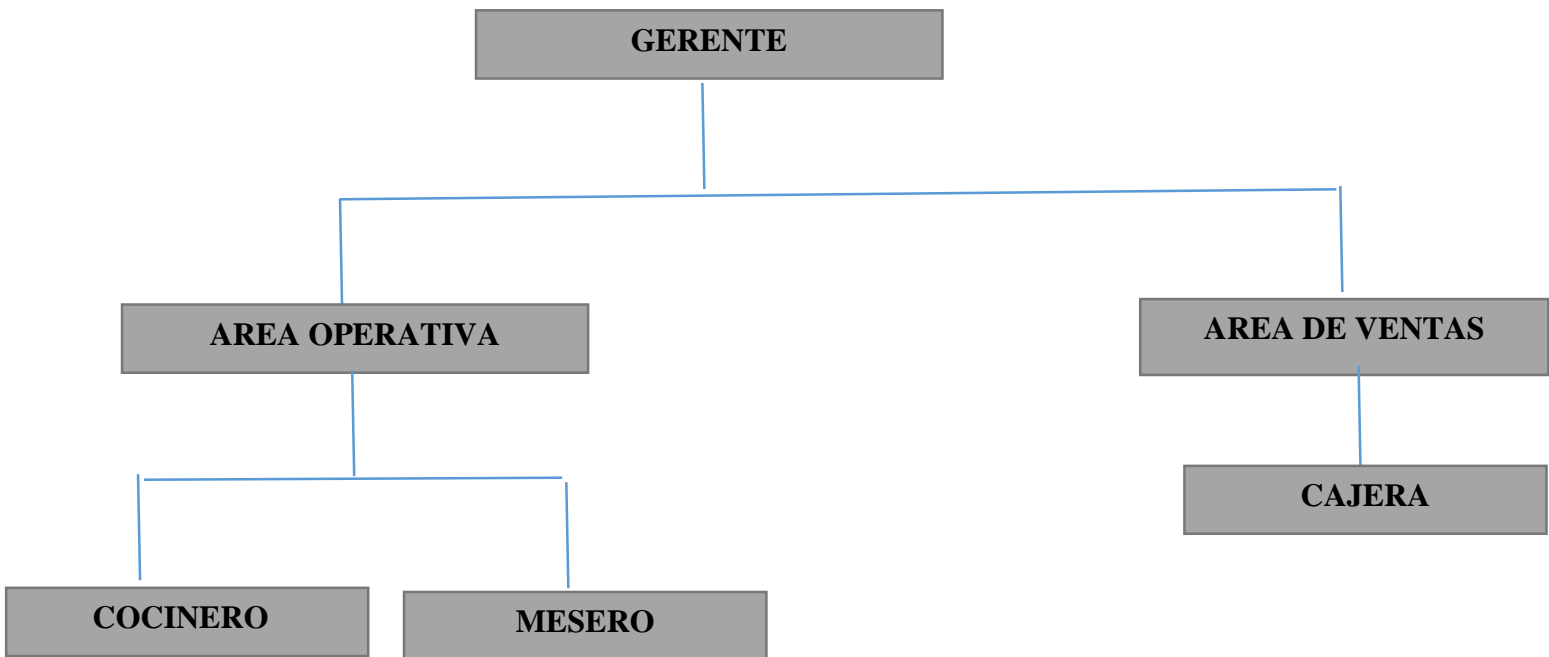 GERENTE
AREA OPERATIVA
AREA DE VENTAS
CAJERA
COCINERO
MESERO